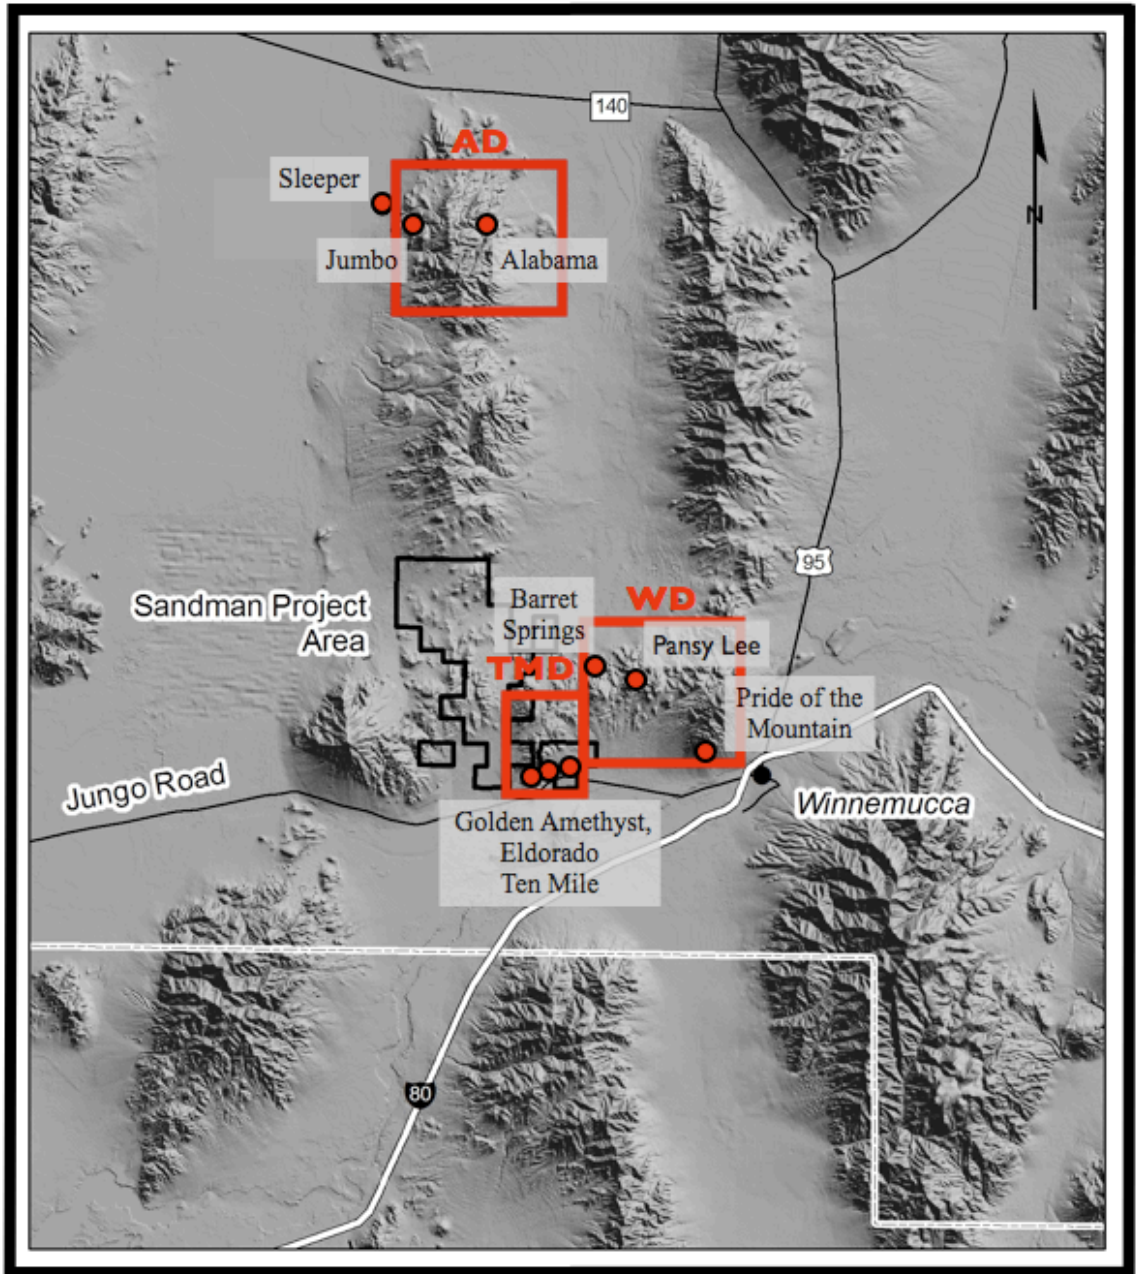 140
AD
Sleeper
N
Jumbo
Alabama
95
Sandman Project
Area
Barret
Springs
WD
Pansy Lee
TMD
Pride of the
Mountain
Jungo Road
Winnemucca
Golden Amethyst,
Eldorado
Ten Mile
80